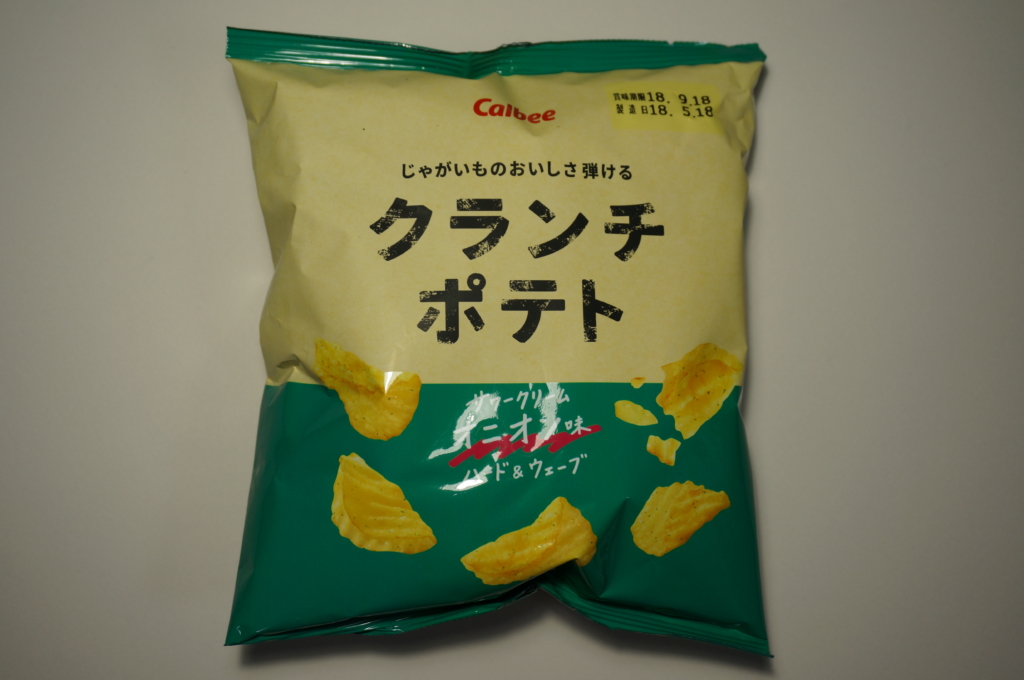 Calbee
賞味期限18. 9.18
製造日18. 5.18
じゃがいものおいしさ弾ける
クランチ
ポテト
サワークリーム
オニオン味
ハード&ウェーブ